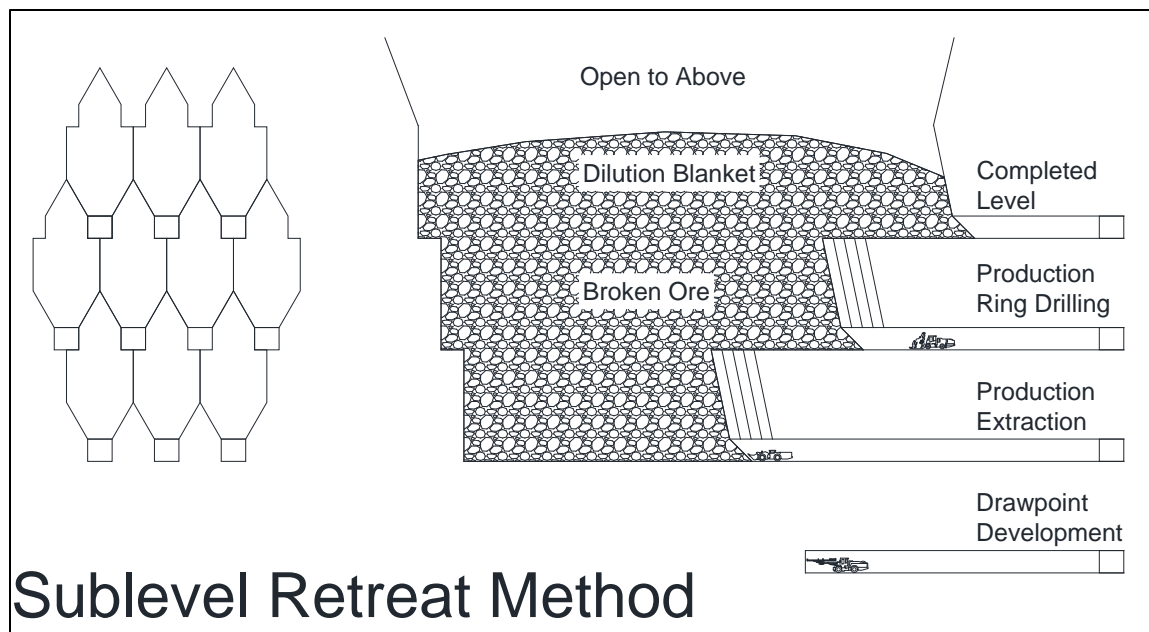 Open to Above
Dilution Blanket
Completed
Level
Production
Ring Drilling
Broken Ore
Production
Extraction
Drawpoint
Development
Sublevel Retreat Method